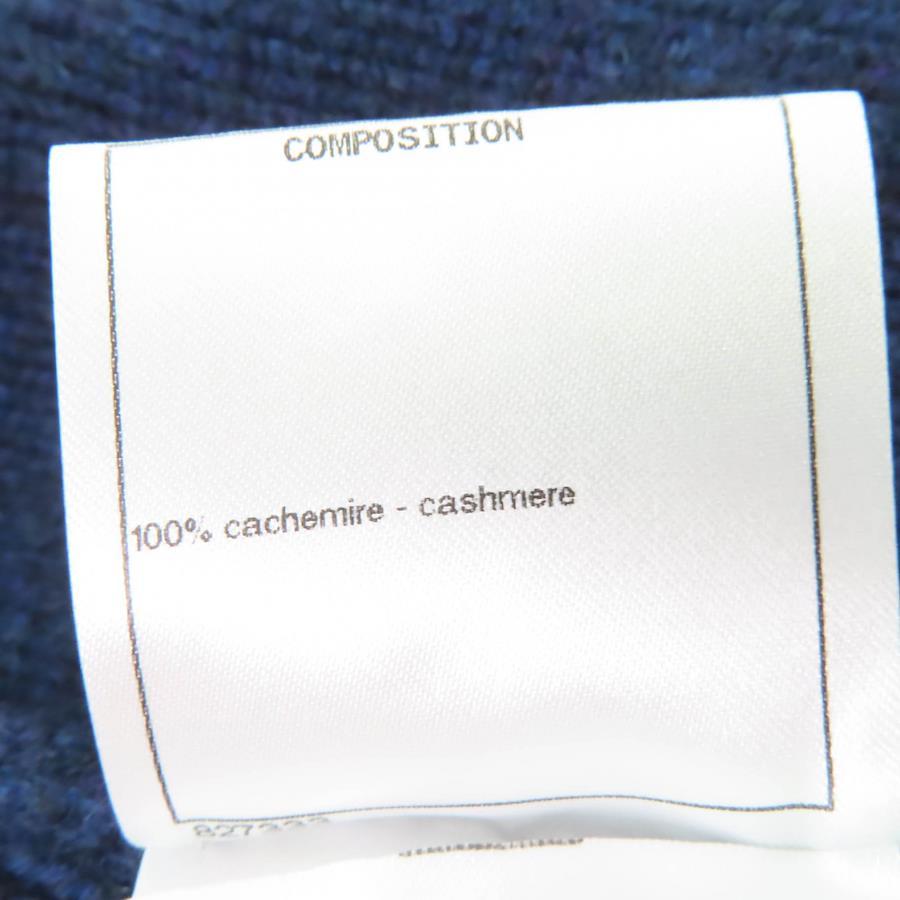 COMPOSITION
100% cachemire - cashmere